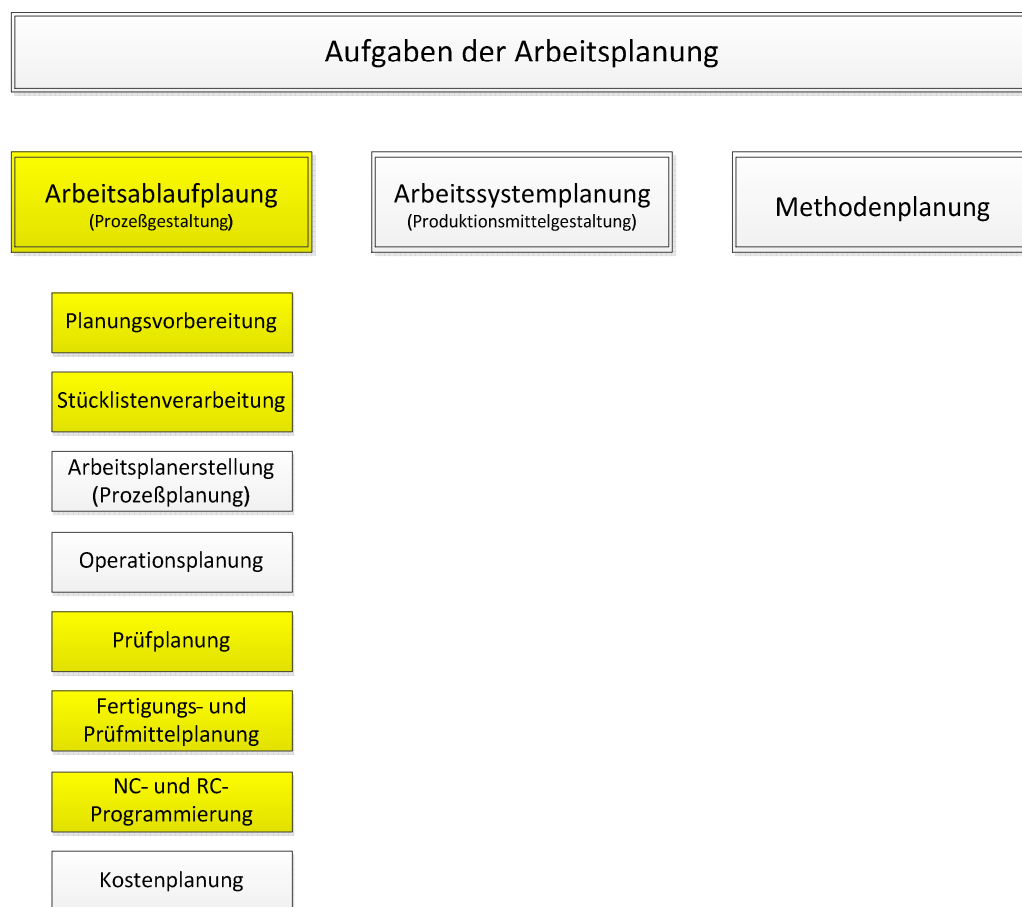 Aufgaben der Arbeitsplanung
Arbeitsablaufplaung
(Prozeßgestaltung)
Arbeitssystemplanung
(Produktionsmittelgestaltung)
Methodenplanung
Planungsvorbereitung
Stücklistenverarbeitung
Arbeitsplanerstellung
(Prozeßplanung)
Operationsplanung
Prüfplanung
Fertigungs- und
Prüfmittelplanung
NC- und RC-
Programmierung
Kostenplanung